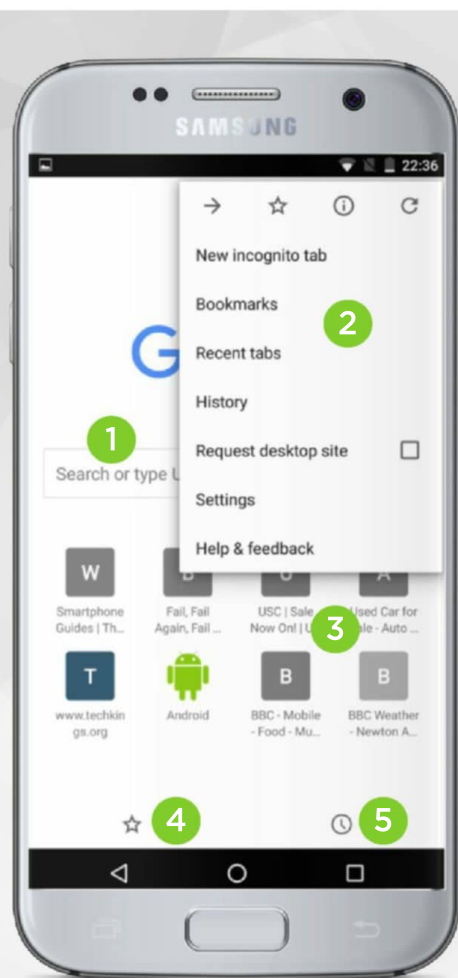 SAMSUNG
22:36
New incognito tab
Bookmarks
2
Recent tabs
G
History
1
Request desktop site
Search or type U
Settings
Help & feedback
W
Smartphone Guides | Th...
Fail, Fail Again, Fail ...
USC | Sale Now On! | U
3
Used Car for
ale - Auto ...
T
B
B
www.techkin
gs.org
Android
BBC - Mobile
- Food - Mu...
BBC Weather
- Newton A...
4
5